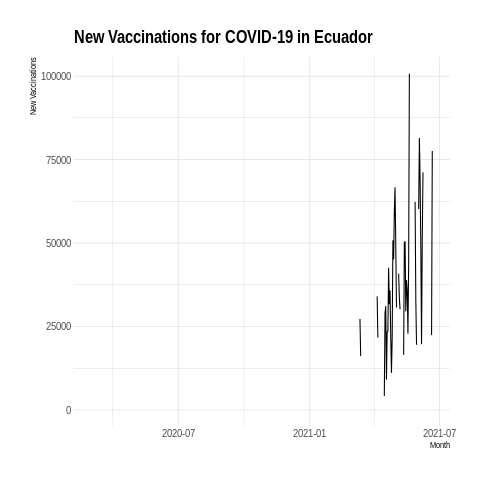 New Vaccinations for COVID-19 in Ecuador
New Vaccinations
100000
75000
50000
25000
0
2020-07 2021-01 2021-07
Month